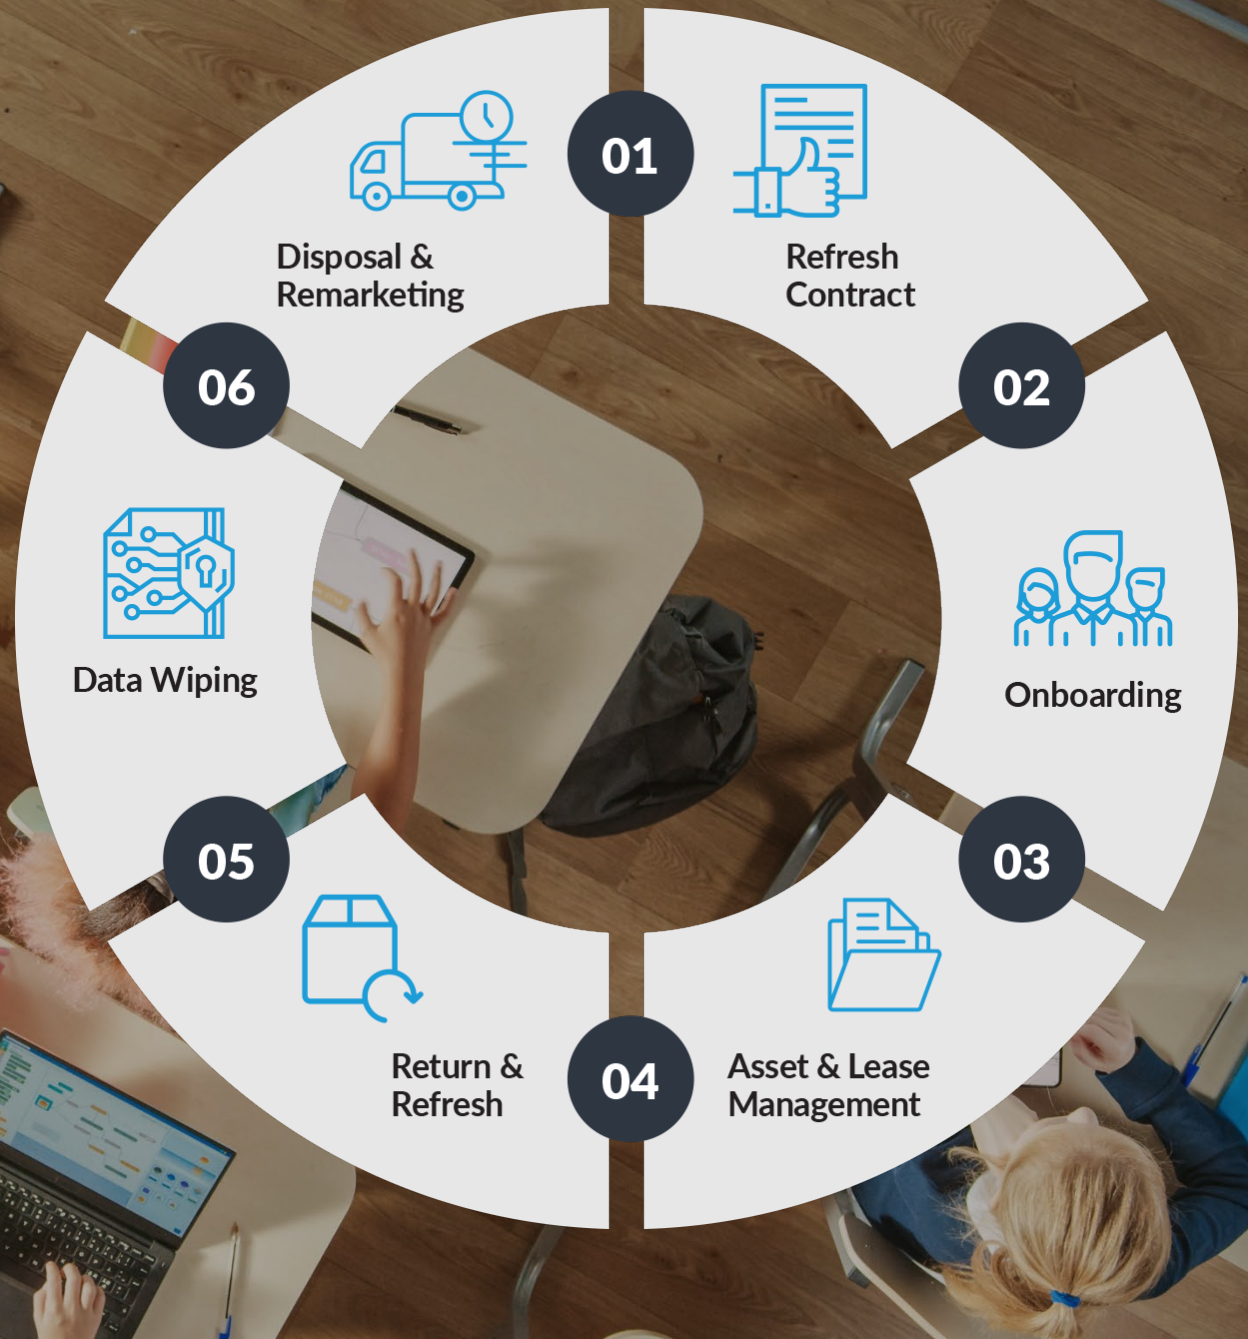 01
Refresh
Contract
02
Onboarding
03
Asset & Lease
Management
04
Return &
Refresh
05
Data Wiping
06
Disposal &
Remarketing